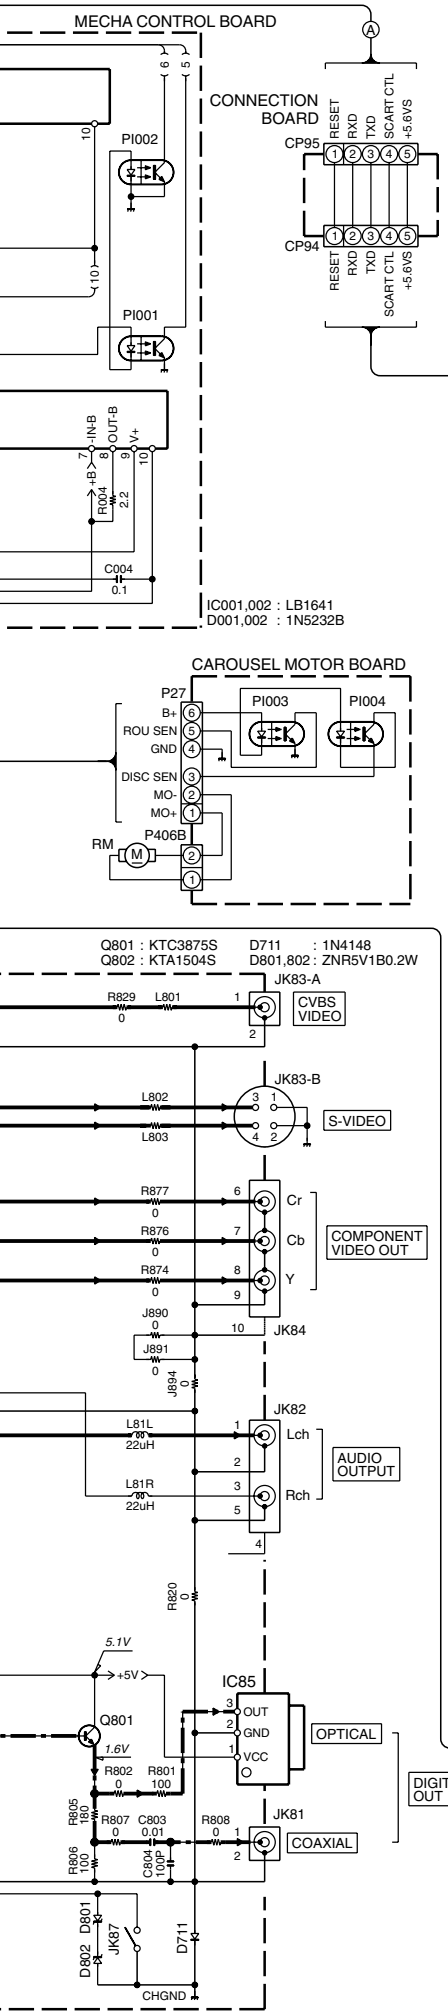 MECHA CONTROL BOARD
A
6
5
CONNECTION
BOARD
RESET
RXD
TXD
SCART CTL
+5.6VS
CP95
1 2 3 4 5
10
PI002
CP94
1 2 3 4 5
RESET
RXD
TXD
SCART CTL
+5.6VS
10
PI001
-IN-B
OUT-B
V+
7
8
9
10
+B
R004
2.2
C004
0.1
IC001,002 : LB1641
D001,002 : 1N5232B
CAROUSEL MOTOR BOARD
P27
PI003
PI004
B+ 6
ROU SEN 5
GND 4
DISC SEN 3
MO- 2
MO+ 1
P406B
RM
M
2
1
Q801 : KTC3875S
Q802 : KTA1504S
D711 : 1N4148
D801,802 : ZNR5V1B0.2W
JK83-A
R829
0
L801
1
CVBS
VIDEO
2
JK83-B
L802
3 1
S-VIDEO
L803
4 2
R877
0
6
Cr
R876
0
7
Cb
COMPONENT
VIDEO OUT
R874
0
8
Y
9
J890
0
10
JK84
J891
0
J894
0
JK82
L81L
22uH
1
Lch
2
AUDIO
OUTPUT
L81R
22uH
3
Rch
5
4
R820
0
5.1V
+5V
IC85
Q801
3
OUT
2
GND
OPTICAL
1.6V
1
VCC
R802
0
R801
100
DIGIT
OUT
R805
180
JK81
R807
0
C803
0.01
R808
0
1
COAXIAL
2
R806
100
C804
100P
D801
D802
JK87
D711
CHGND